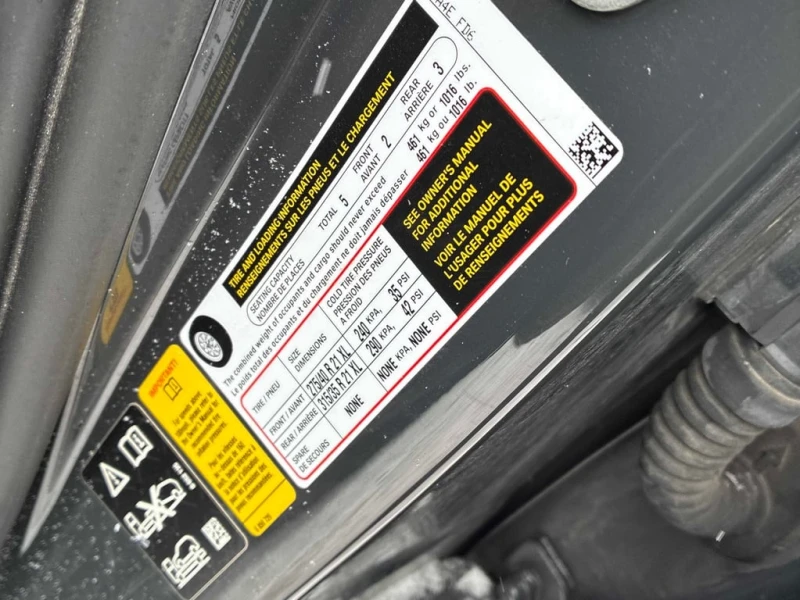 A4E FD6
TIRE AND LOADING INFORMATION
RENSEIGNEMENTS SUR LES PNEUS ET LE CHARGEMENT
SEATING CAPACITY
NOMBRE DE PLACES
TOTAL 5
FRONT
AVANT 2
REAR
ARRIÈRE 3
The combined weight of occupants and cargo should never exceed 461 kg or 1016 lbs.
Le poids total des occupants et du chargement ne doit jamais dépasser 461 kg ou 1016 lb.
TIRE / PNEU
SIZE
DIMENSIONS
COLD TIRE PRESSURE
PRESSION DES PNEUS
A FROID
FRONT / AVANT 275/40 R 21 XL 240 KPA, 35 PSI
REAR / ARRIÈRE 315/35 R 21 XL 290 KPA, 42 PSI
SPARE
DE SECOURS
NONE NONE KPA, NONE PSI
SEE OWNER'S MANUAL
FOR ADDITIONAL
INFORMATION
VOIR LE MANUEL DE
L'USAGER POUR PLUS
DE RENSEIGNEMENTS
IMPORTANT!